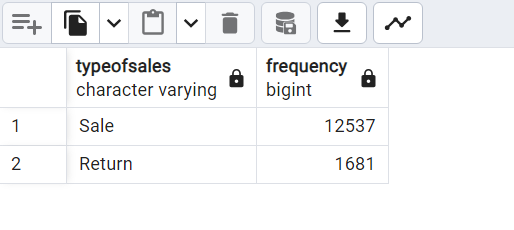 typeofsales frequency
character varying bigint
1 Sale 12537
2 Return 1681